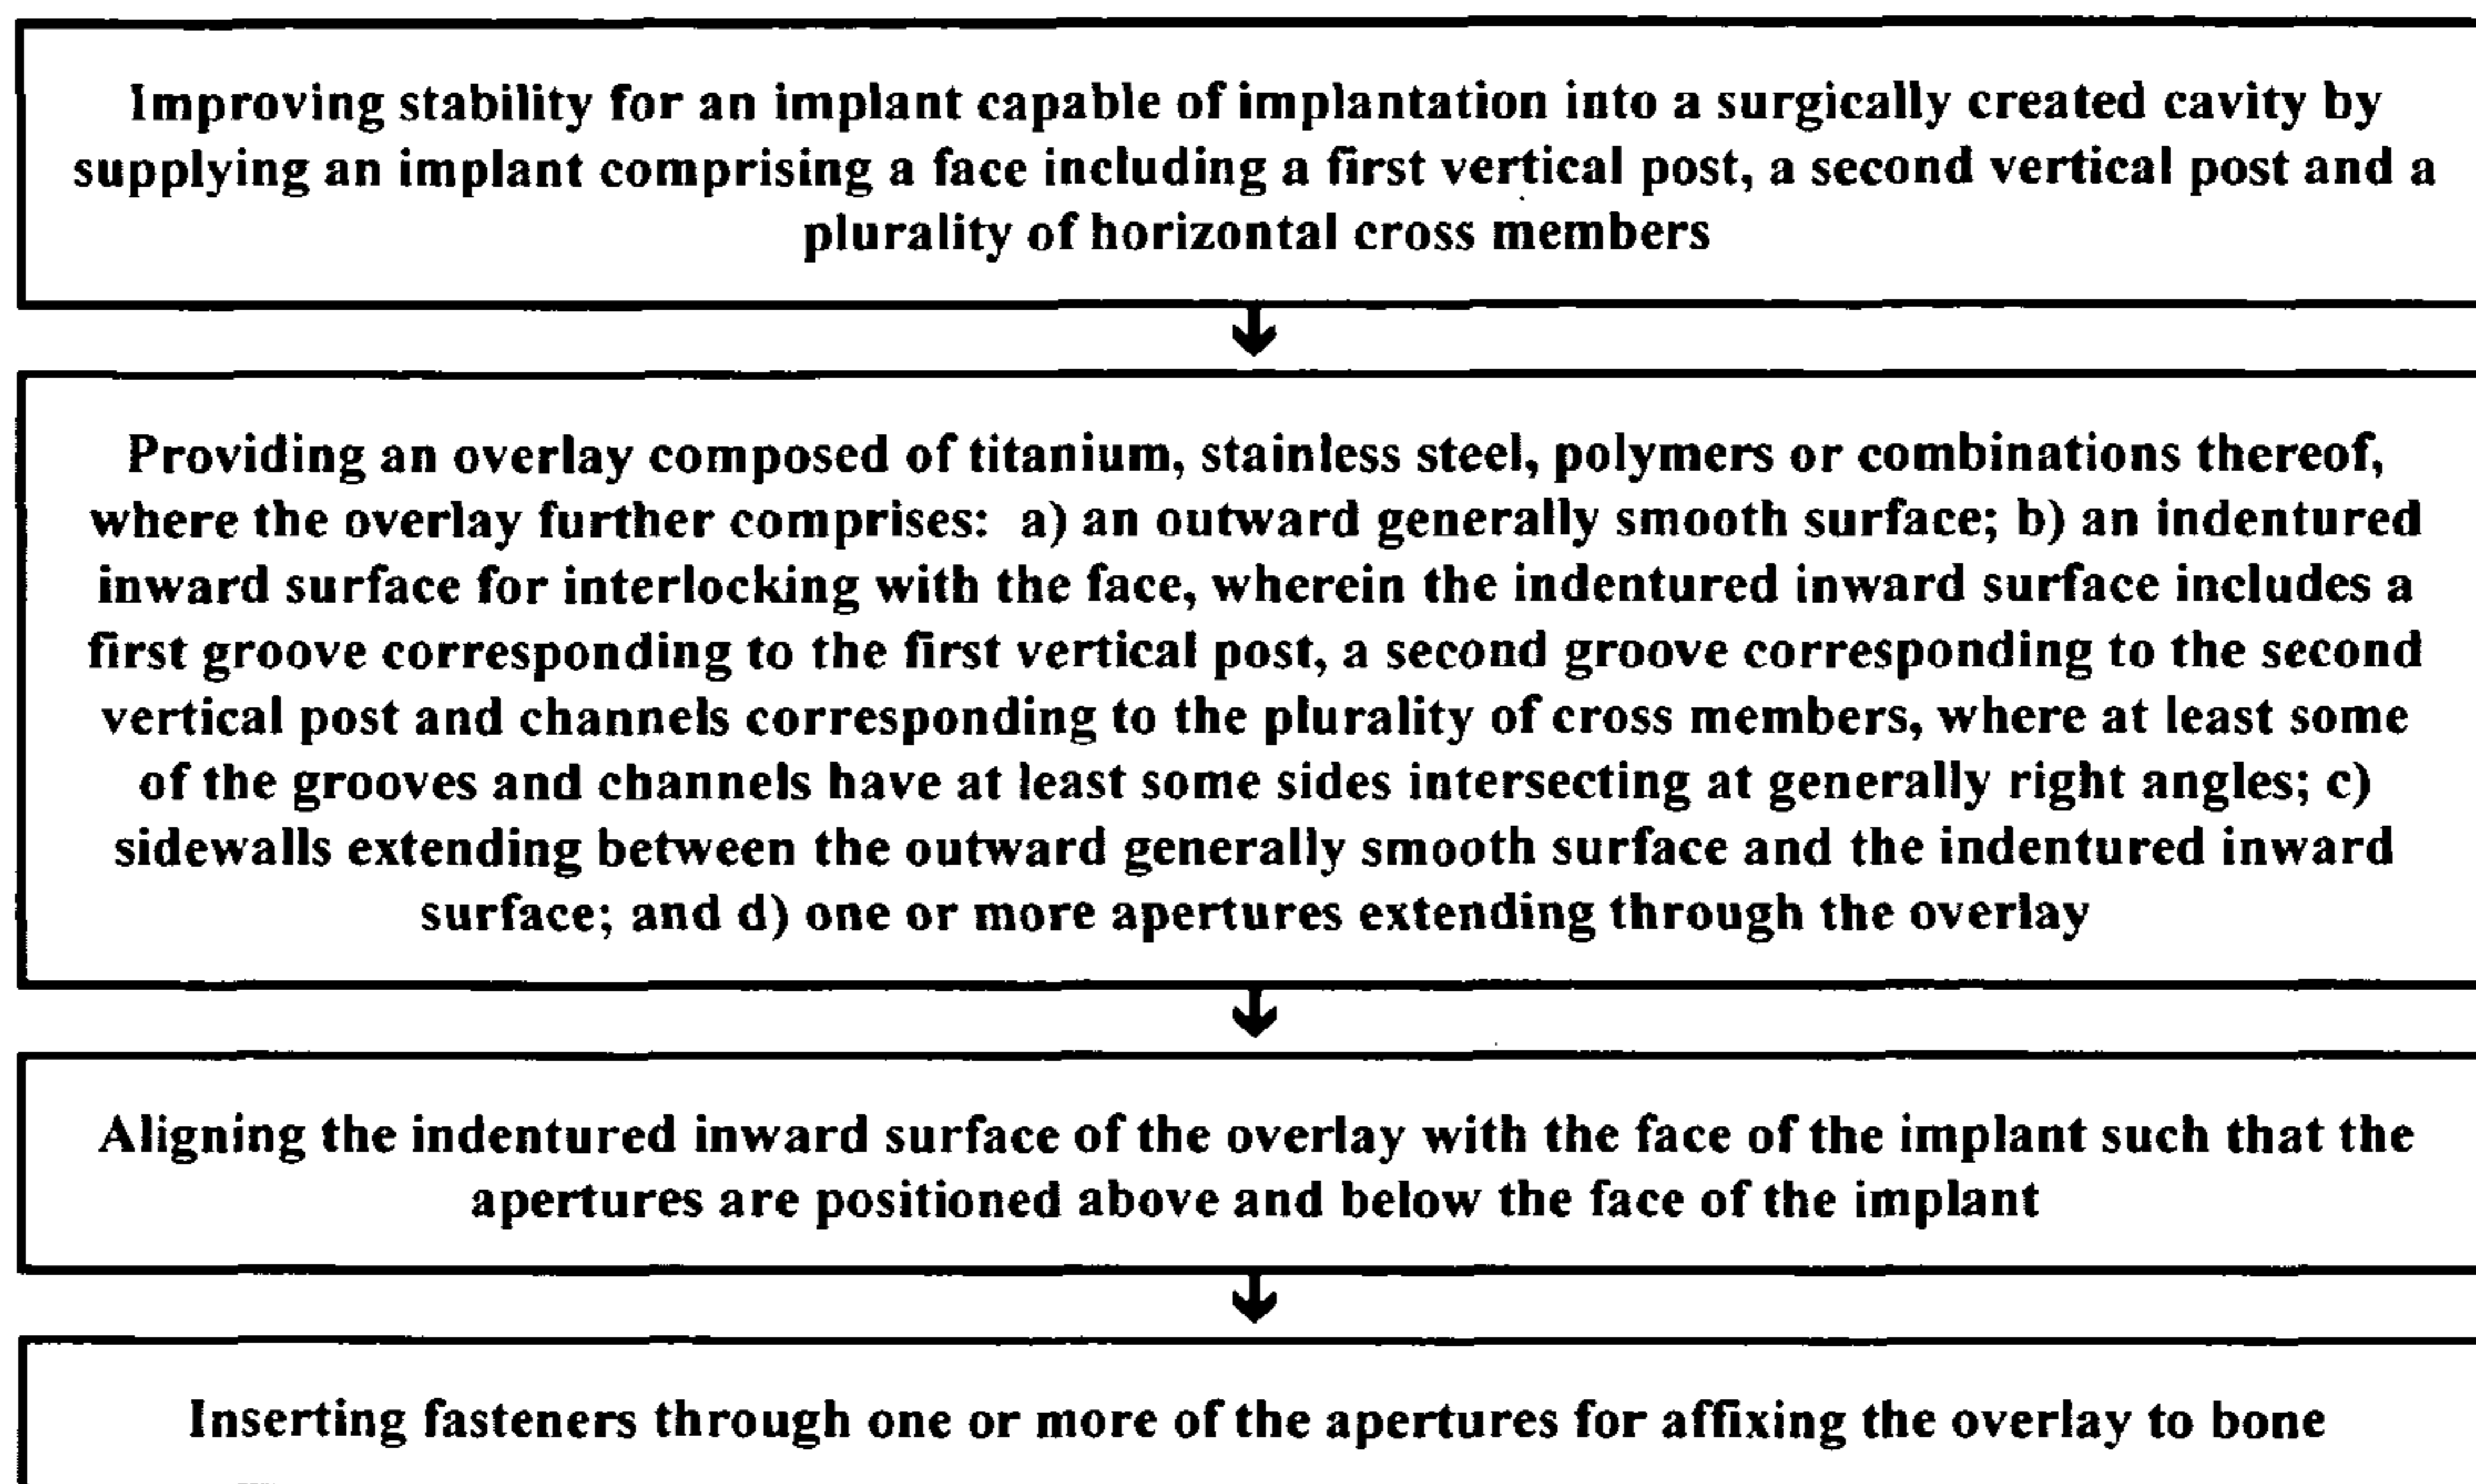 Improving stability for an implant capable of implantation into a surgically created cavity by
supplying an implant comprising a face including a first vertical post, a second vertical post and a
plurality of horizontal cross members
Providing an overlay composed of titanium, stainless steel, polymers or combinations thereof,
where the overlay further comprises: a) an outward generally smooth surface; b) an indentured
inward surface for interlocking with the face, wherein the indentured inward surface includes a
first groove corresponding to the first vertical post, a second groove corresponding to the second
vertical post and channels corresponding to the plurality of cross members, where at least some
of the grooves and channels have at least some sides intersecting at generally right angles; c)
sidewalls extending between the outward generally smooth surface and the indentured inward
surface; and d) one or more apertures extending through the overlay
Aligning the indentured inward surface of the overlay with the face of the implant such that the
apertures are positioned above and below the face of the implant
Inserting fasteners through one or more of the apertures for affixing the overlay to bone